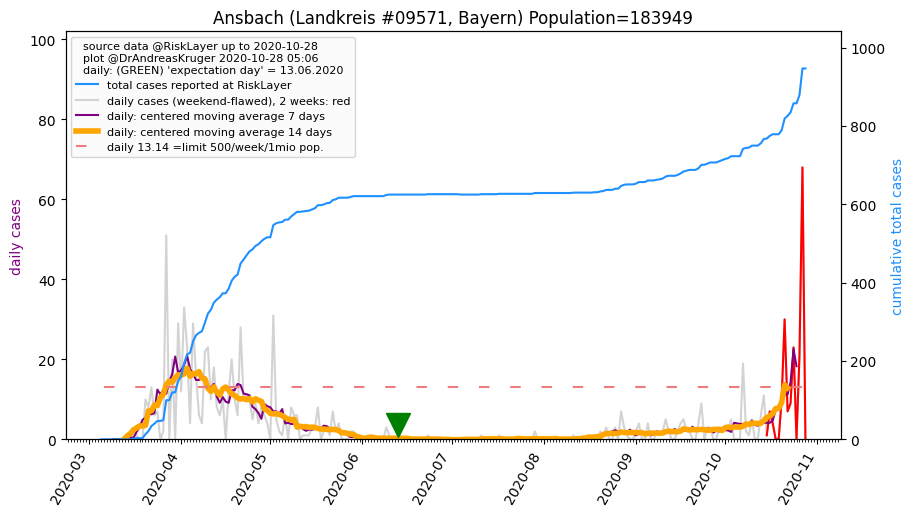 Ansbach (Landkreis #09571, Bayern) Population=183949
source data @RiskLayer up to 2020-10-28
plot @DrAndreasKruger 2020-10-28 05:06
daily: (GREEN) 'expectation day' = 13.06.2020
total cases reported at RiskLayer
daily cases (weekend-flawed), 2 weeks: red
daily: centered moving average 7 days
daily: centered moving average 14 days
daily 13.14 =limit 500/week/1mio pop.
daily cases
100
80
60
40
20
0
cumulative total cases
1000
800
600
400
200
0
2020-03
2020-04
2020-05
2020-06
2020-07
2020-08
2020-09
2020-10
2020-11